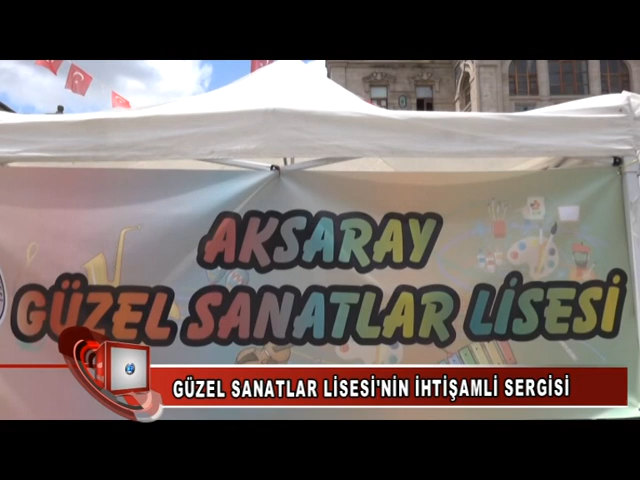 AKSARAY
GÜZEL SANATLAR LİSESİ
GÜZEL SANATLAR LİSESİ'NİN İHTİŞAMLİ SERGİSİ